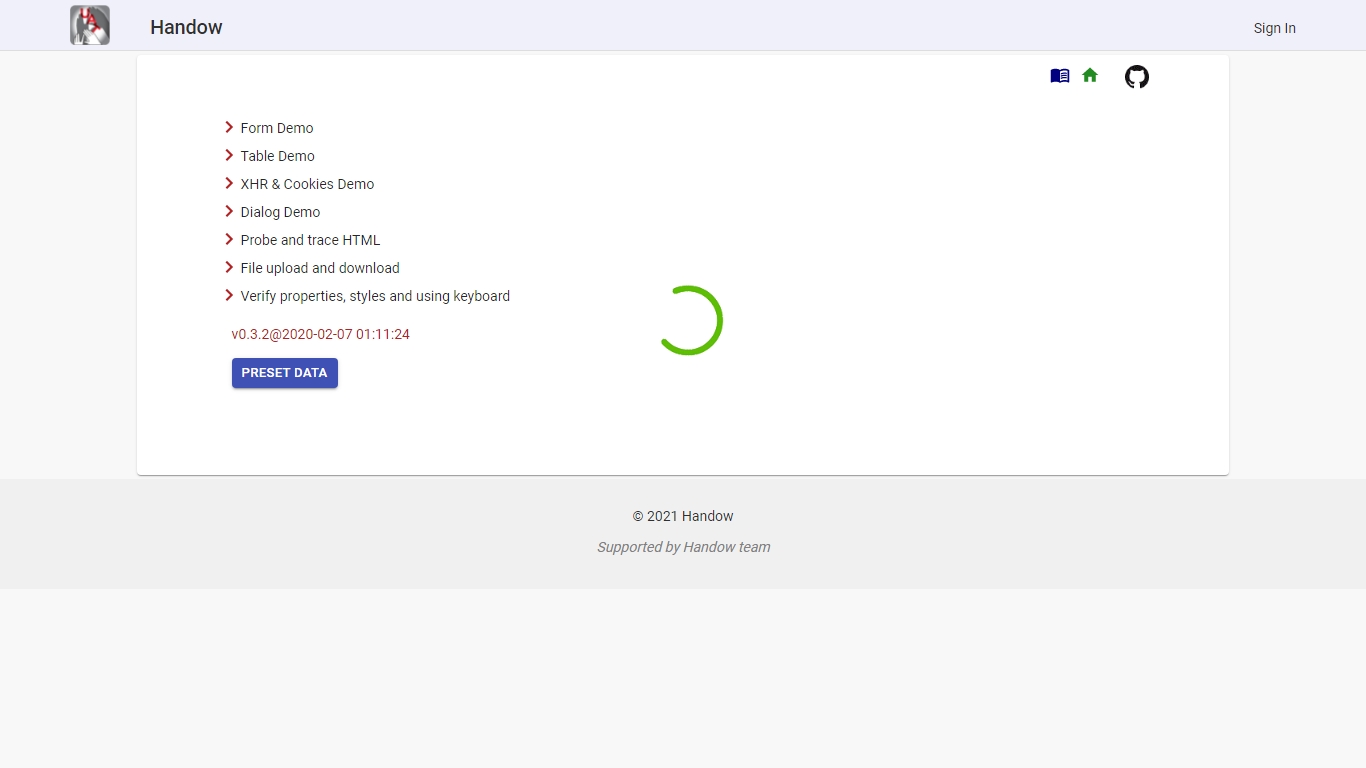 Handow
Sign In
Form Demo
Table Demo
XHR & Cookies Demo
Dialog Demo
Probe and trace HTML
File upload and download
Verify properties, styles and using keyboard
v0.3.2@2020-02-07 01:11:24
PRESET DATA
© 2021 Handow
Supported by Handow team